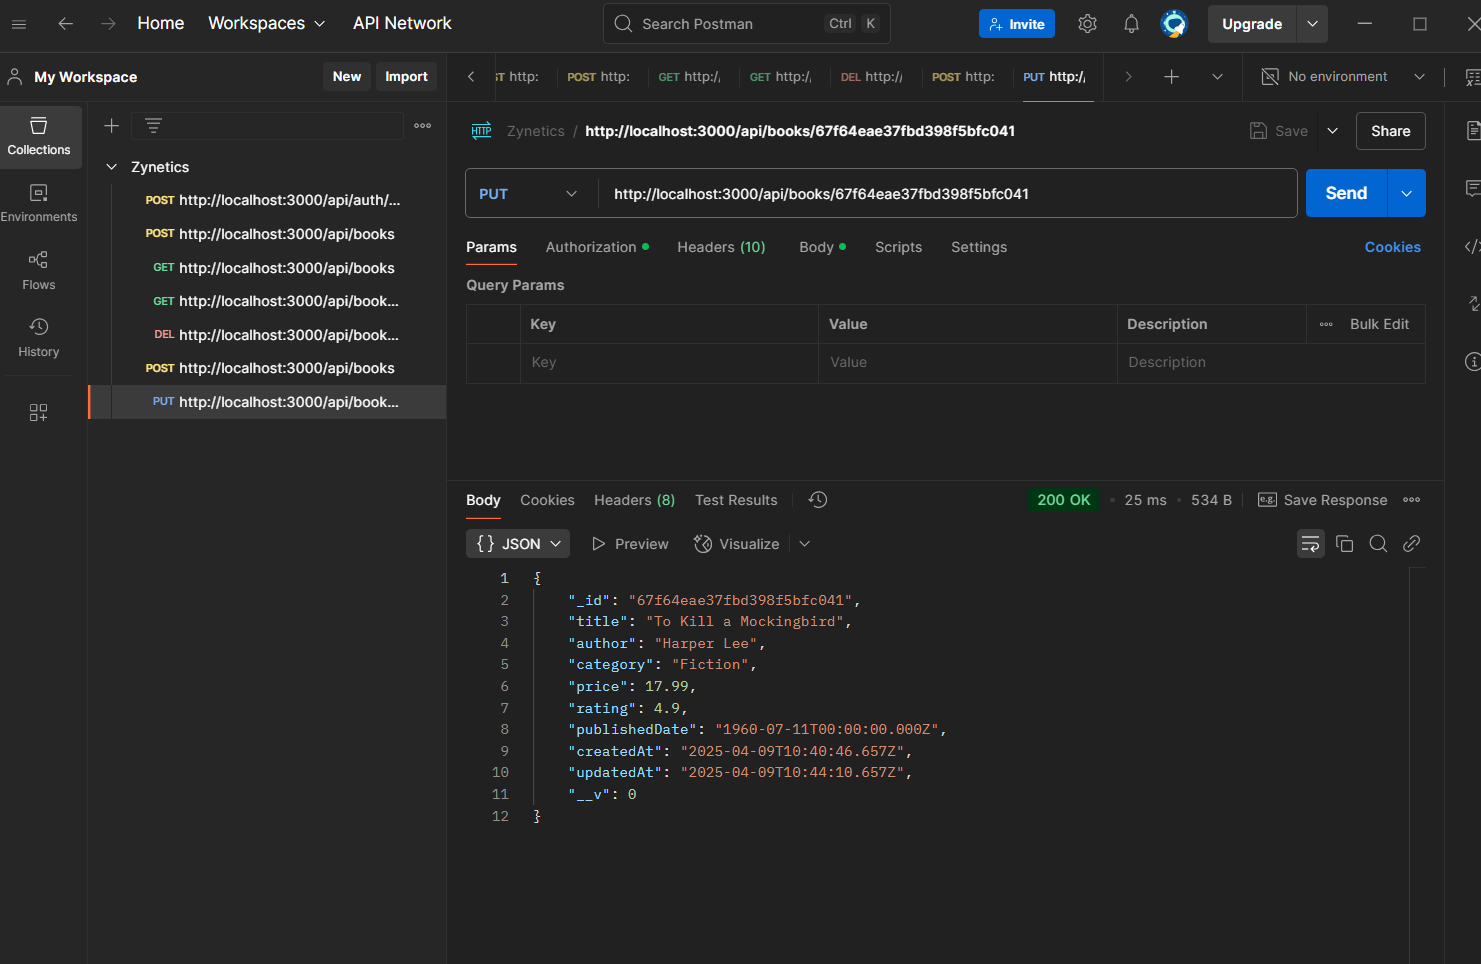 Home Workspaces API Network Search Postman Ctrl K Invite Upgrade
My Workspace New Import
ST http: POST http: GET http:/, GET http:/, DEL http:// POST http: PUT http:/, No environment
Collections
Environments
Flows
History
Zynetics
POST http://localhost:3000/api/auth/...
POST http://localhost:3000/api/books
GET http://localhost:3000/api/books
GET http://localhost:3000/api/book...
DEL http://localhost:3000/api/book...
POST http://localhost:3000/api/books
PUT http://localhost:3000/api/book...
HTTP Zynetics / http://localhost:3000/api/books/67f64eae37fbd398f5bfc041 Save Share
PUT http://localhost:3000/api/books/67f64eae37fbd398f5bfc041 Send
Params Authorization Headers (10) Body Scripts Settings Cookies
Query Params
Key Value Description Bulk Edit
Key Value Description
Body Cookies Headers (8) Test Results 200 OK 25 ms 534 B e.g. Save Response
{} JSON Preview Visualize
1 {
2 "_id": "67f64eae37fbd398f5bfc041",
3 "title": "To Kill a Mockingbird",
4 "author": "Harper Lee",
5 "category": "Fiction",
6 "price": 17.99,
7 "rating": 4.9,
8 "publishedDate": "1960-07-11T00:00:00.000Z",
9 "createdAt": "2025-04-09T10:40:46.657Z",
10 "updatedAt": "2025-04-09T10:44:10.657Z",
11 "__v": 0
12 }